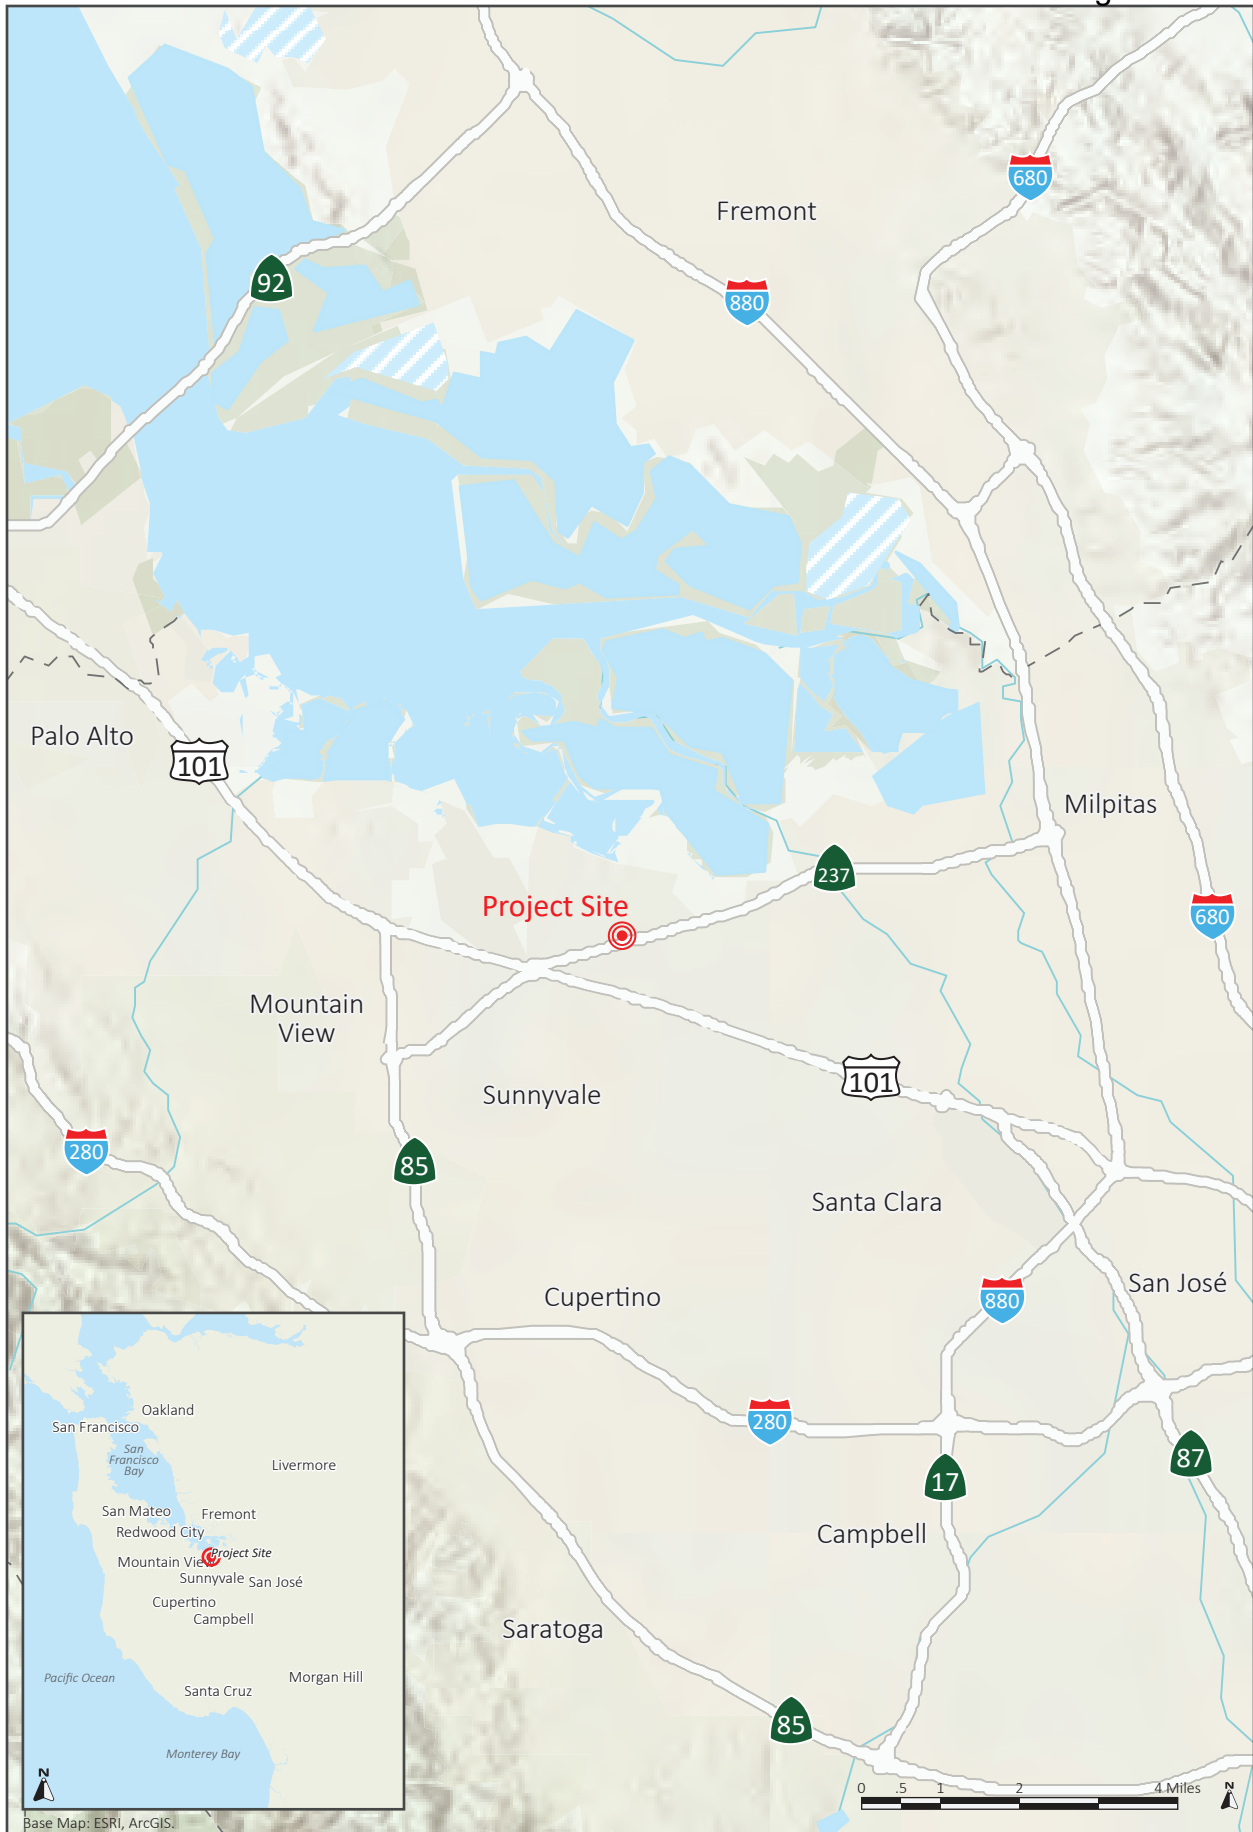 g
680
Fremont
92
880
Palo Alto
101
Milpitas
237
Project Site
680
Mountain
View
101
Sunnyvale
280
85
Santa Clara
San José
880
Cupertino
280
87
17
Campbell
Saratoga
85
Oakland
San Francisco
San
Francisco
Bay
Livermore
San Mateo
Fremont
Redwood City
Project Site
Mountain View
Sunnyvale
San José
Cupertino
Campbell
Pacific Ocean
Morgan Hill
Santa Cruz
Monterey Bay
N
0 .5 1 2 4 Miles
N
Base Map: ESRI, ArcGIS.